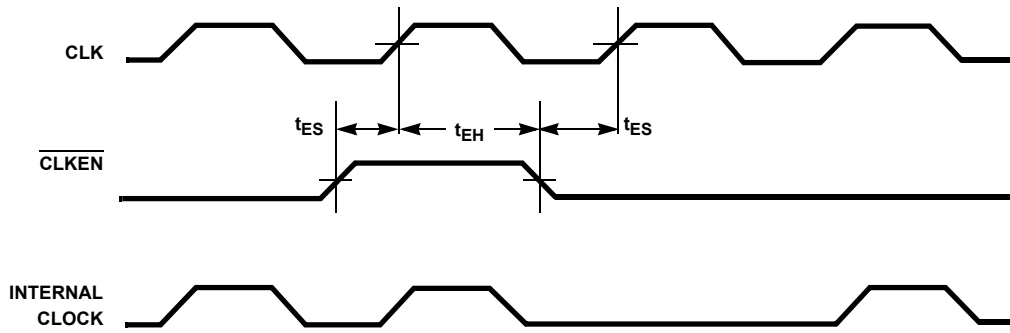 CLK
tES
tEH
tES
CLKEN
INTERNAL
CLOCK